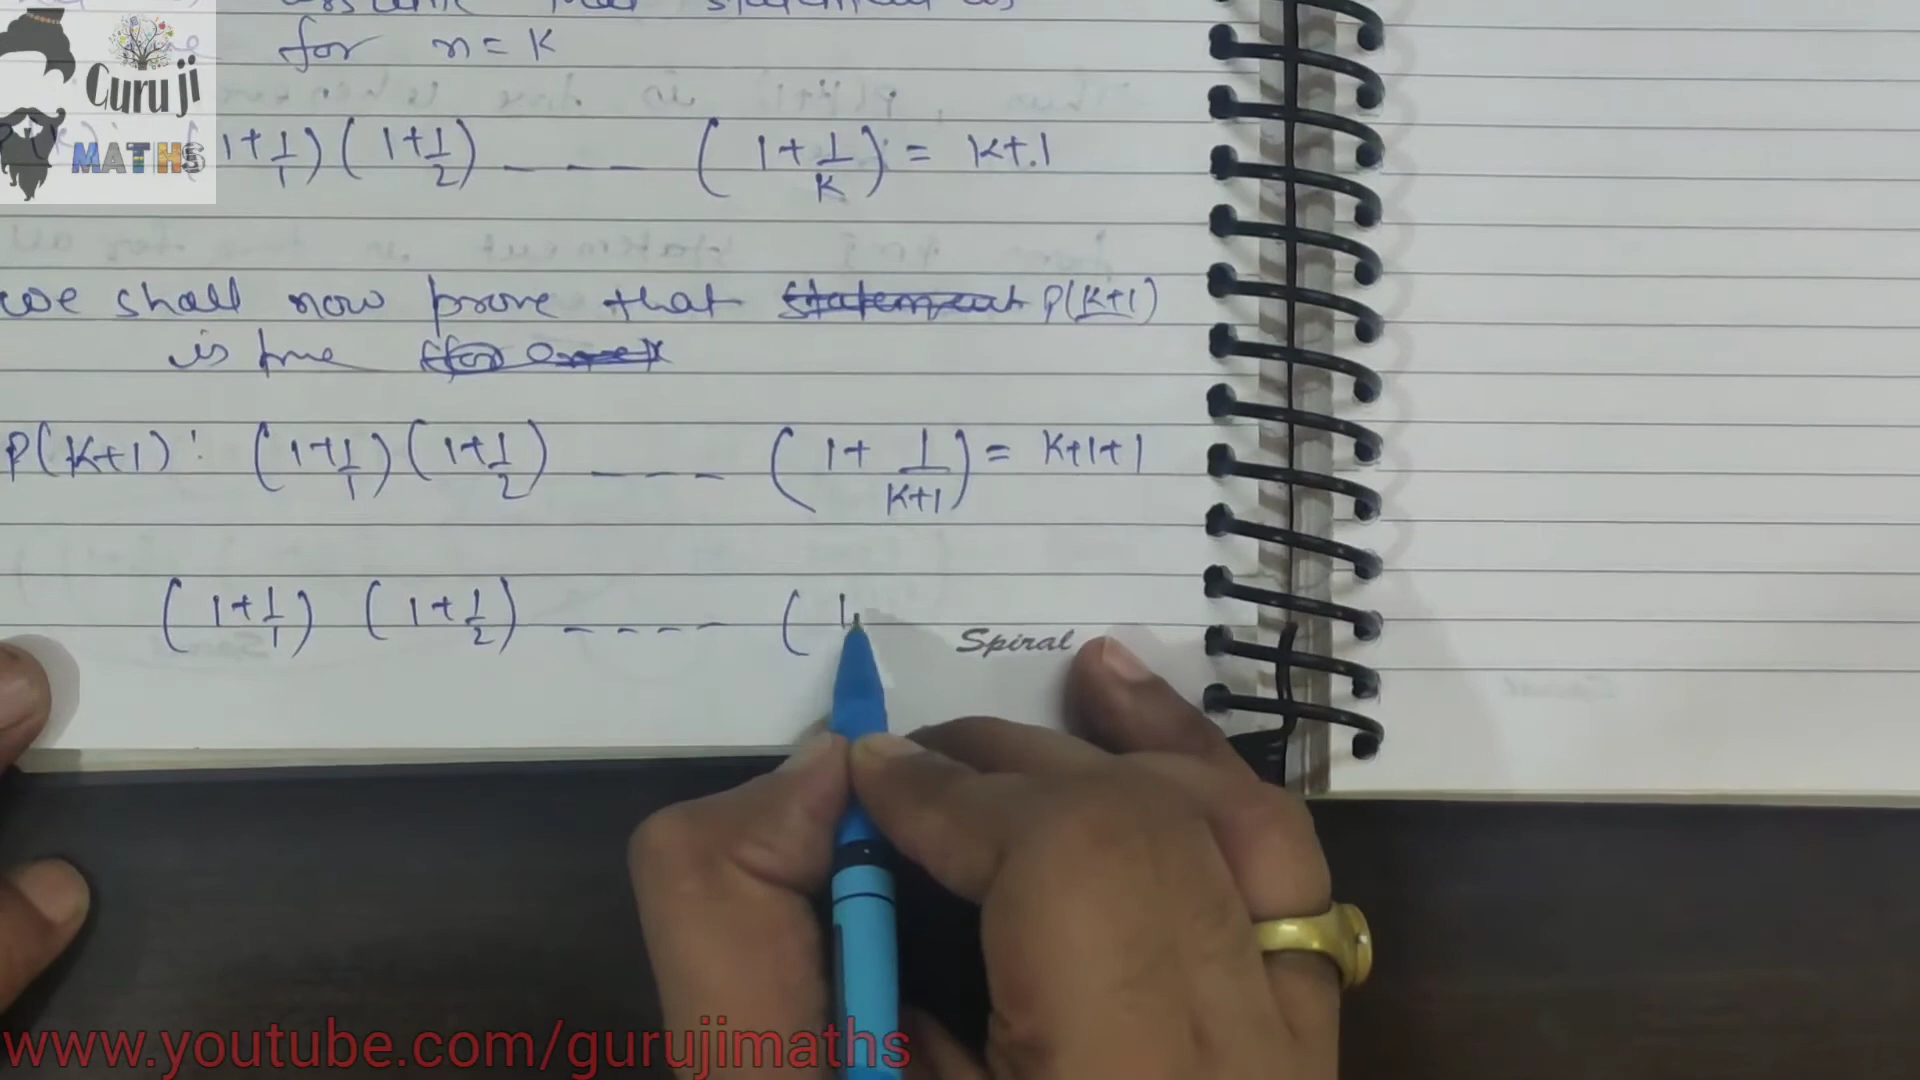 for n = K
Guru ji
MATHS
1+1/1) (1+1/2) - - - (1+1/K) = K+1
we shall now prove that statement P(K+1)
is true
P(K+1): (1+1/1)(1+1/2) - - - (1+ 1/K+1) = K+1+1
(1+1/1) (1+1/2) - - - - (1
Spiral
www.youtube.com/gurujimaths